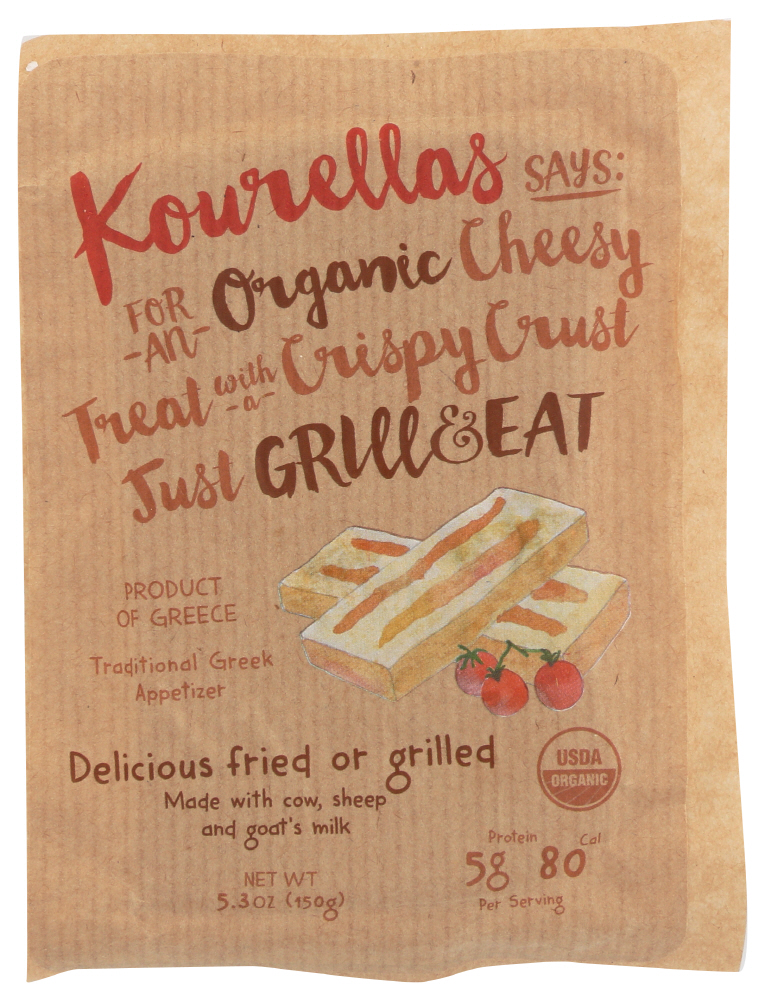 Kourellas SAYS:
FOR -AN- Organic Cheesy
Treat with -a- Crispy Crust
Just GRIll & EAT
PRODUCT
OF GREECE
Traditional Greek
Appetizer
Delicious fried or grilled
Made with cow, sheep
and goat's milk
USDA
ORGANIC
NET WT
5.3OZ (150g)
Protein Cal
5g 80
Per Serving